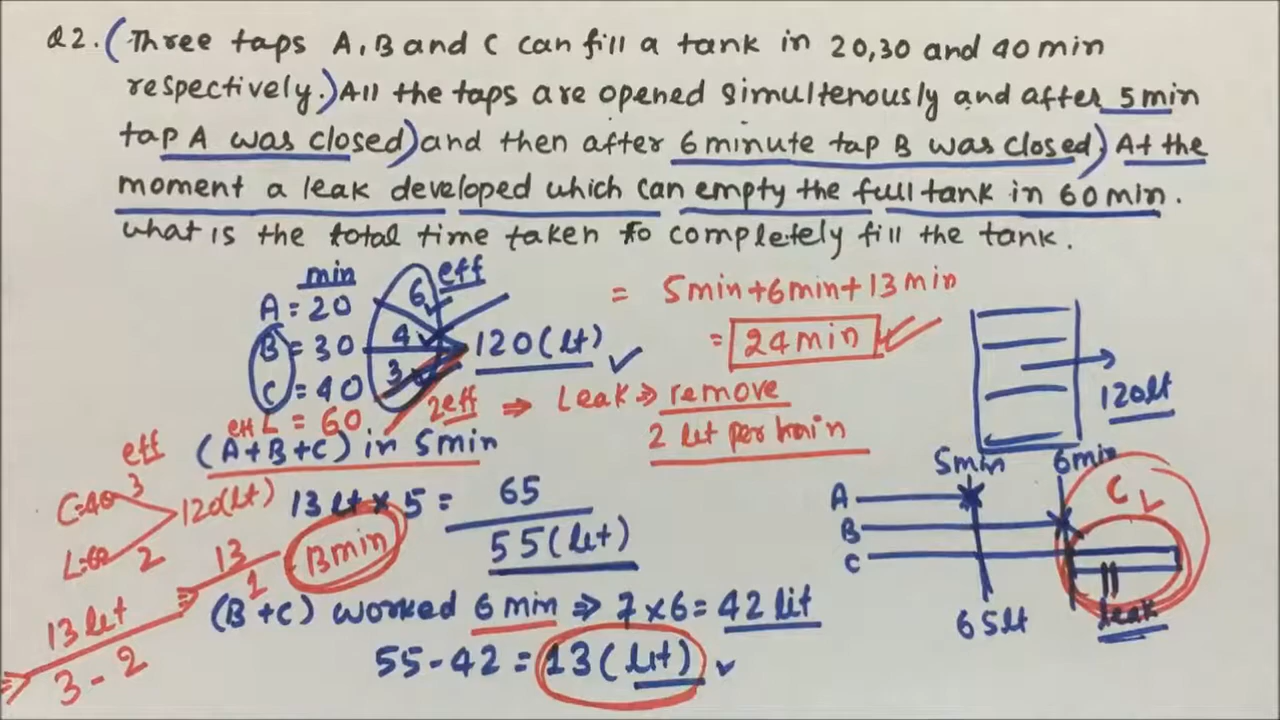 Q2. (Three taps A, B and C can fill a tank in 20,30 and 40 min
respectively.) All the taps are opened simultenously and after 5 min
tap A was closed) and then after 6 minute tap B was closed) At the
moment a leak developed which can empty the full tank in 60 min.
what is the total time taken to completely fill the tank.
min eff
A = 20 6
B = 30 4 120(lt)
C = 40 3
eff L = 60 2eff ⇒ Leak ⇒ remove
2 lit per min
= 5min+6min+13min
= 24min
120lt
(A+B+C) in 5min
13 lt × 5 = 65
55(lit)
eff
C=40 3
120(lt)
L=60 2
13 let
3 - 2
13
1
13min
(B+C) worked 6 min ⇒ 7 x 6 = 42 lit
55 - 42 = 13 (lit)
5min 6min
A
B
C
C L
65lt
leak